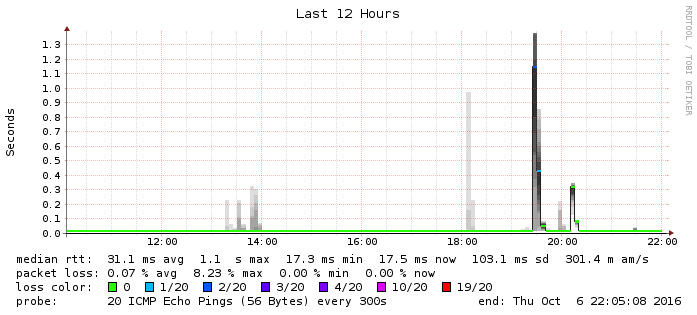 Last 12 Hours
RRDTOOL / TOBI OETIKER
Seconds
1.3
1.2
1.1
1.0
0.9
0.8
0.7
0.6
0.5
0.4
0.3
0.2
0.1
0.0
12:00 14:00 16:00 18:00 20:00 22:00
median rtt: 31.1 ms avg 1.1 s max 17.3 ms min 17.5 ms now 103.1 ms sd 301.4 m am/s
packet loss: 0.07 % avg 8.23 % max 0.00 % min 0.00 % now
loss color: 0 1/20 2/20 3/20 4/20 10/20 19/20
probe: 20 ICMP Echo Pings (56 Bytes) every 300s end: Thu Oct 6 22:05:08 2016